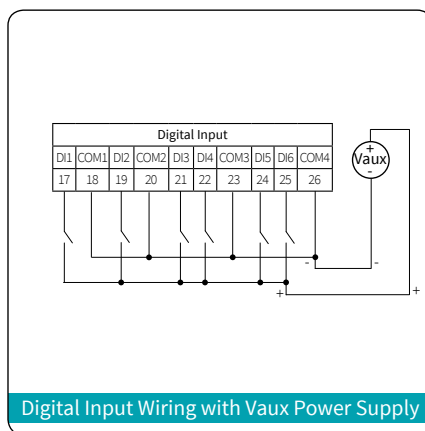 Digital Input
DI1 COM1 DI2 COM2 DI3 DI4 COM3 DI5 DI6 COM4
17 18 19 20 21 22 23 24 25 26
+
Vaux
-
- -
+ +
Digital Input Wiring with Vaux Power Supply